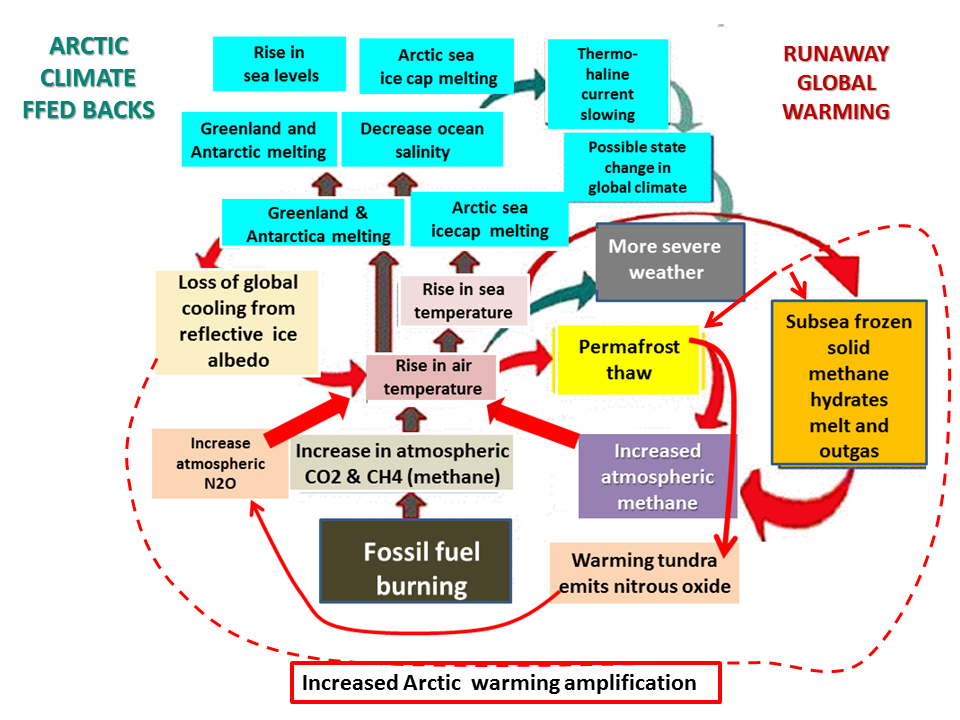 ARCTIC
CLIMATE
FFED BACKS
RUNAWAY
GLOBAL
WARMING
Rise in
sea levels
Arctic sea
ice cap melting
Thermo-
haline
current
slowing
Greenland and
Antarctic melting
Decrease ocean
salinity
Possible state
change in
global climate
Greenland &
Antarctica melting
Arctic sea
icecap melting
More severe
weather
Loss of global
cooling from
reflective ice
albedo
Rise in sea
temperature
Subsea frozen
solid
methane
hydrates
melt and
outgas
Rise in air
temperature
Permafrost
thaw
Increase
atmospheric
N2O
Increase in atmospheric
CO2 & CH4 (methane)
Increased
atmospheric
methane
Fossil fuel
burning
Warming tundra
emits nitrous oxide
Increased Arctic warming amplification